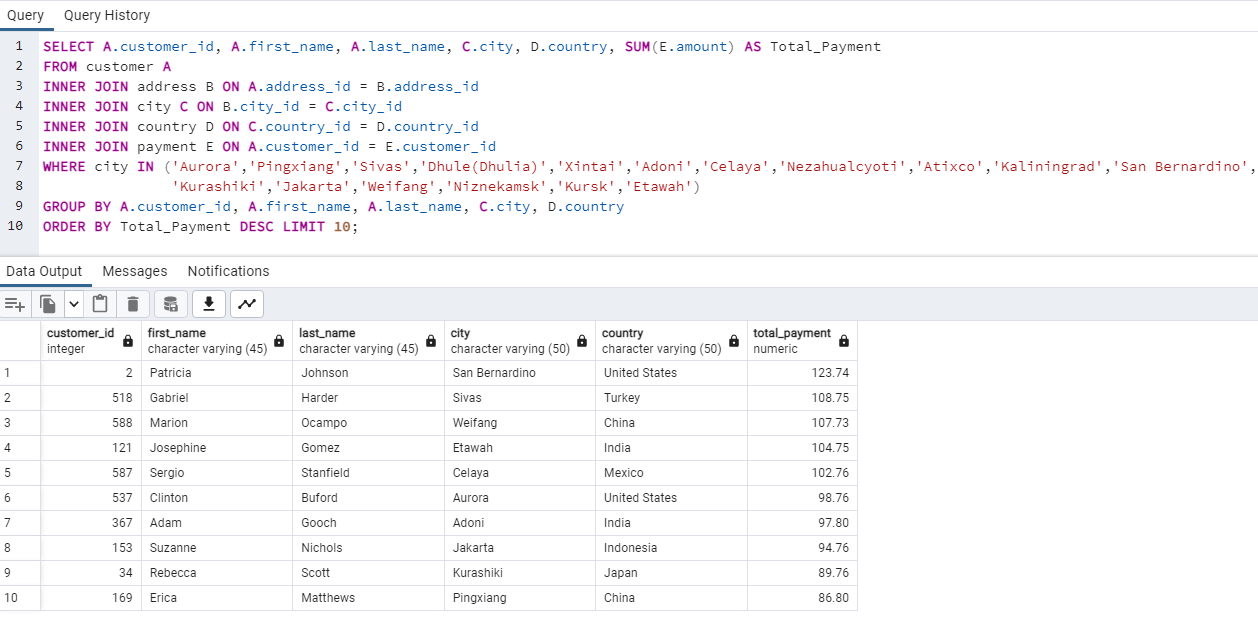 Query Query History
1 SELECT A.customer_id, A.first_name, A.last_name, C.city, D.country, SUM(E.amount) AS Total_Payment
2 FROM customer A
3 INNER JOIN address B ON A.address_id = B.address_id
4 INNER JOIN city C ON B.city_id = C.city_id
5 INNER JOIN country D ON C.country_id = D.country_id
6 INNER JOIN payment E ON A.customer_id = E.customer_id
7 WHERE city IN ('Aurora','Pingxiang','Sivas','Dhule(Dhulia)','Xintai','Adoni','Celaya','Nezahualcyoti','Atixco','Kaliningrad','San Bernardino',
8 'Kurashiki','Jakarta','Weifang','Niznekamsk','Kursk','Etawah')
9 GROUP BY A.customer_id, A.first_name, A.last_name, C.city, D.country
10 ORDER BY Total_Payment DESC LIMIT 10;
Data Output Messages Notifications
customer_id first_name last_name city country total_payment
integer character varying (45) character varying (45) character varying (50) character varying (50) numeric
1 2 Patricia Johnson San Bernardino United States 123.74
2 518 Gabriel Harder Sivas Turkey 108.75
3 588 Marion Ocampo Weifang China 107.73
4 121 Josephine Gomez Etawah India 104.75
5 587 Sergio Stanfield Celaya Mexico 102.76
6 537 Clinton Buford Aurora United States 98.76
7 367 Adam Gooch Adoni India 97.80
8 153 Suzanne Nichols Jakarta Indonesia 94.76
9 34 Rebecca Scott Kurashiki Japan 89.76
10 169 Erica Matthews Pingxiang China 86.80